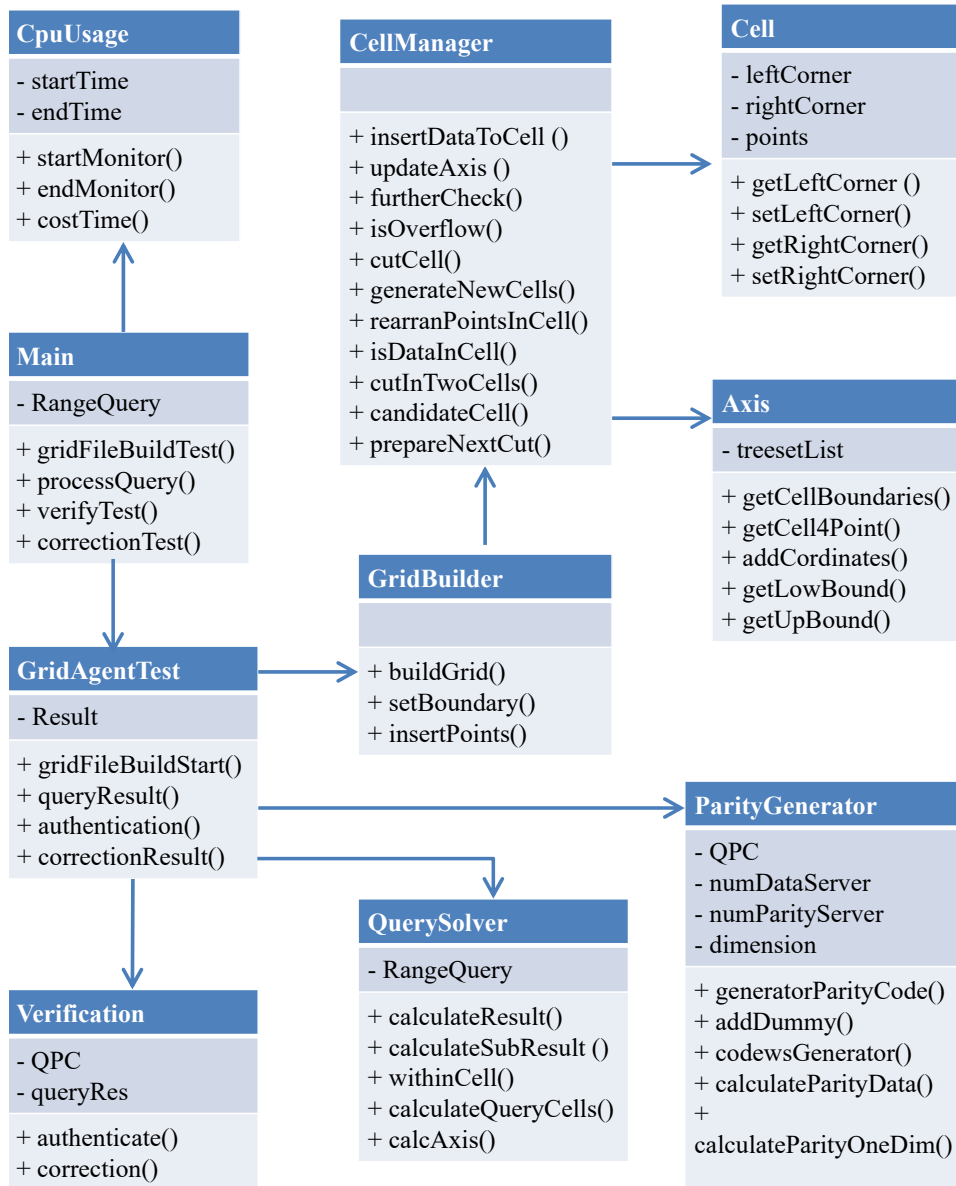 CpuUsage
- startTime
- endTime
+ startMonitor()
+ endMonitor()
+ costTime()
CellManager
+ insertDataToCell ()
+ updateAxis ()
+ furtherCheck()
+ isOverflow()
+ cutCell()
+ generateNewCells()
+ rearranPointsInCell()
+ isDataInCell()
+ cutInTwoCells()
+ candidateCell()
+ prepareNextCut()
Cell
- leftCorner
- rightCorner
- points
+ getLeftCorner ()
+ setLeftCorner()
+ getRightCorner()
+ setRightCorner()
Main
- RangeQuery
+ gridFileBuildTest()
+ processQuery()
+ verifyTest()
+ correctionTest()
Axis
- treesetList
+ getCellBoundaries()
+ getCell4Point()
+ addCordinates()
+ getLowBound()
+ getUpBound()
GridBuilder
+ buildGrid()
+ setBoundary()
+ insertPoints()
GridAgentTest
- Result
+ gridFileBuildStart()
+ queryResult()
+ authentication()
+ correctionResult()
ParityGenerator
- QPC
- numDataServer
- numParityServer
- dimension
+ generatorParityCode()
+ addDummy()
+ codewsGenerator()
+ calculateParityData()
+
calculateParityOneDim()
QuerySolver
- RangeQuery
+ calculateResult()
+ calculateSubResult ()
+ withinCell()
+ calculateQueryCells()
+ calcAxis()
Verification
- QPC
- queryRes
+ authenticate()
+ correction()